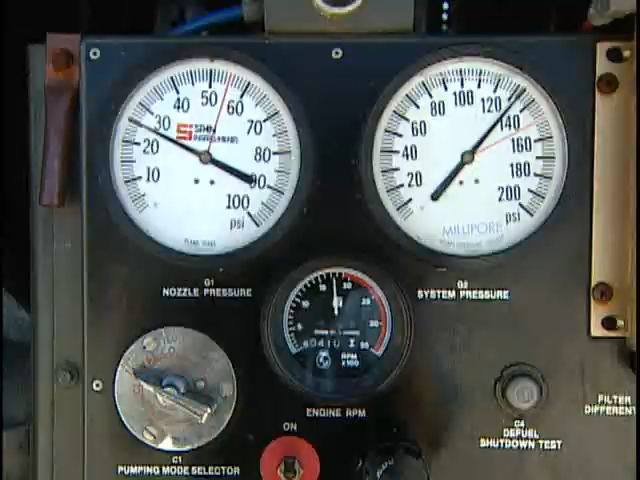 10
20
30
40
50
60
70
80
90
100
psi
20
40
60
80
100
120
140
160
180
200
psi
MILLIPORE
G1
NOZZLE PRESSURE
G2
SYSTEM PRESSURE
RPM
X100
ENGINE RPM
ON
C1
PUMPING MODE SELECTOR
C4
DEFUEL
SHUTDOWN TEST
FILTER
DIFFEREN